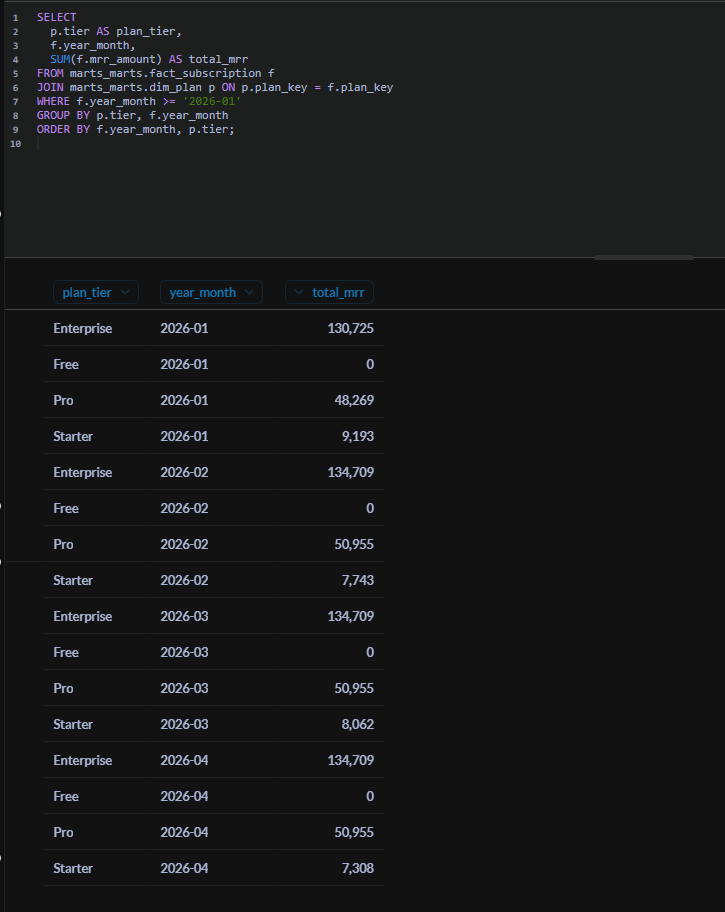 1 SELECT
2 p.tier AS plan_tier,
3 f.year_month,
4 SUM(f.mrr_amount) AS total_mrr
5 FROM marts_marts.fact_subscription f
6 JOIN marts_marts.dim_plan p ON p.plan_key = f.plan_key
7 WHERE f.year_month >= '2026-01'
8 GROUP BY p.tier, f.year_month
9 ORDER BY f.year_month, p.tier;
10
plan_tier year_month total_mrr
Enterprise 2026-01 130,725
Free 2026-01 0
Pro 2026-01 48,269
Starter 2026-01 9,193
Enterprise 2026-02 134,709
Free 2026-02 0
Pro 2026-02 50,955
Starter 2026-02 7,743
Enterprise 2026-03 134,709
Free 2026-03 0
Pro 2026-03 50,955
Starter 2026-03 8,062
Enterprise 2026-04 134,709
Free 2026-04 0
Pro 2026-04 50,955
Starter 2026-04 7,308